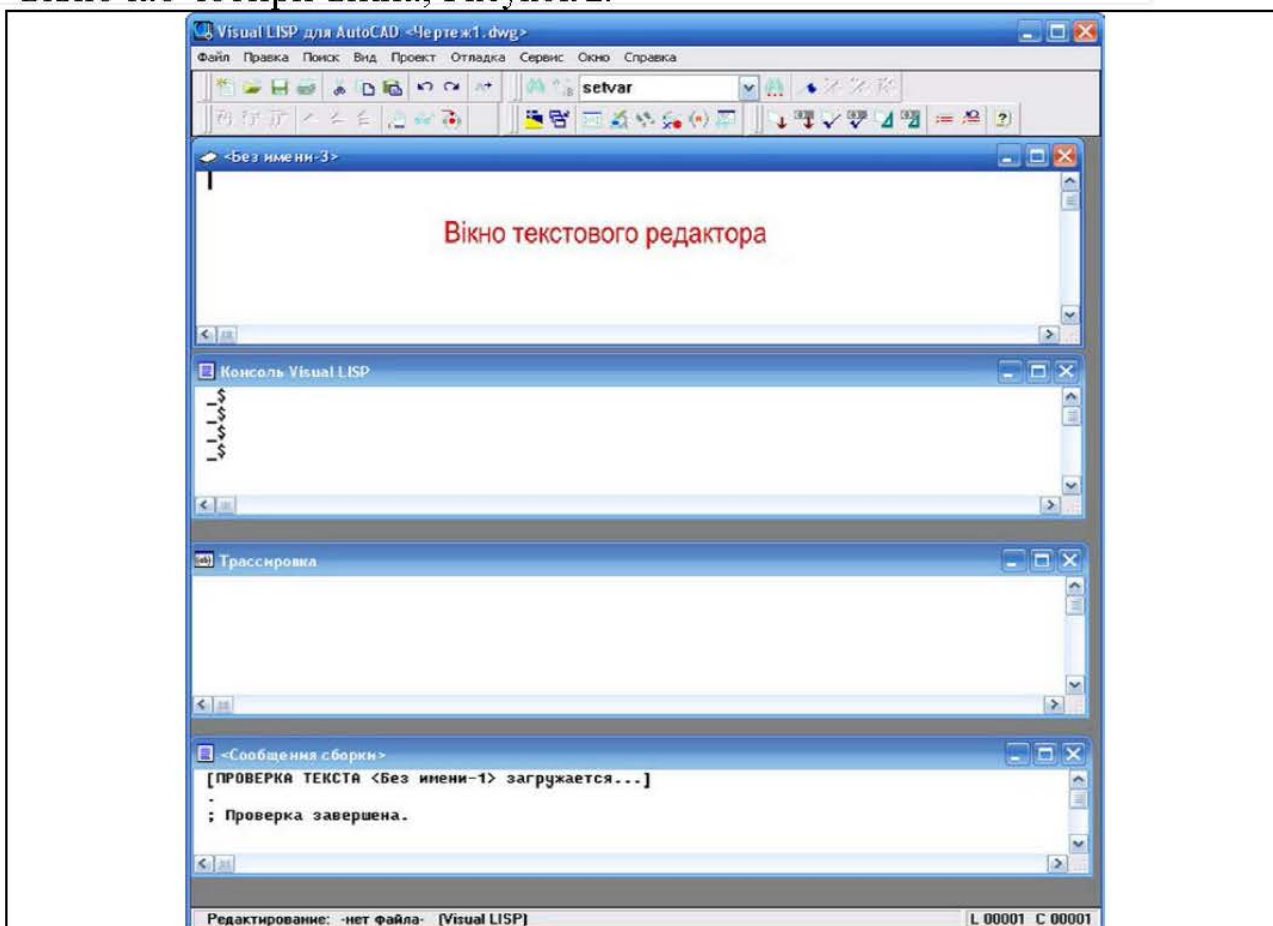 Visual LISP для AutoCAD <Чертеж1.dwg>
Файл Правка Поиск Вид Проект Отладка Сервис Окно Справка
setvar
<Без имени-3>
Вікно текстового редактора
Консоль Visual LISP
_$
_$
_$
_$
Трассировка
<Сообщения сборки>
[ПРОВЕРКА ТЕКСТА <Без имени-1> загружается...]
.
; Проверка завершена.
Редактирование: -нет файла- [Visual LISP]
L 00001 C 00001